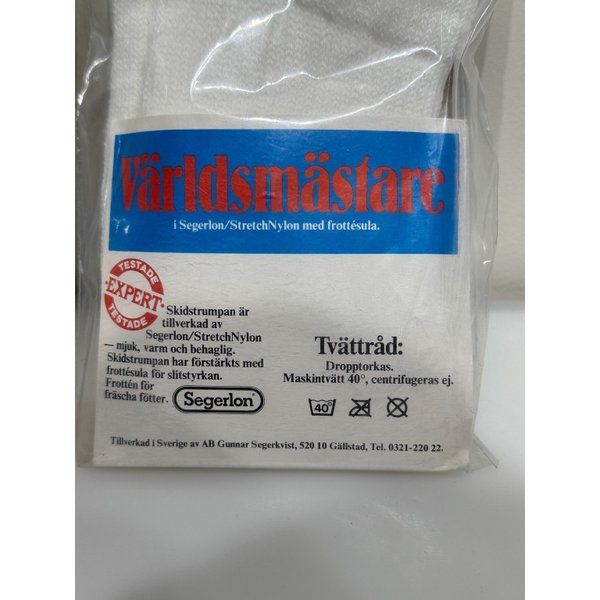 Världsmästare
i Segerlon/StretchNylon med frottésula.
TESTADE
EXPERT
TESTADE
Skidstrumpan är
tillverkad av
Segerlon/StretchNylon
— mjuk, varm och behaglig.
Skidstrumpan har förstärkts med
frottésula för slitstyrkan.
Frottén för
fräscha fötter.
Segerlon®
Tvättråd:
Dropptorkas.
Maskintvätt 40°, centrifugeras ej.
40°
Tillverkad i Sverige av AB Gunnar Segerkvist, 520 10 Gällstad, Tel. 0321-220 22.